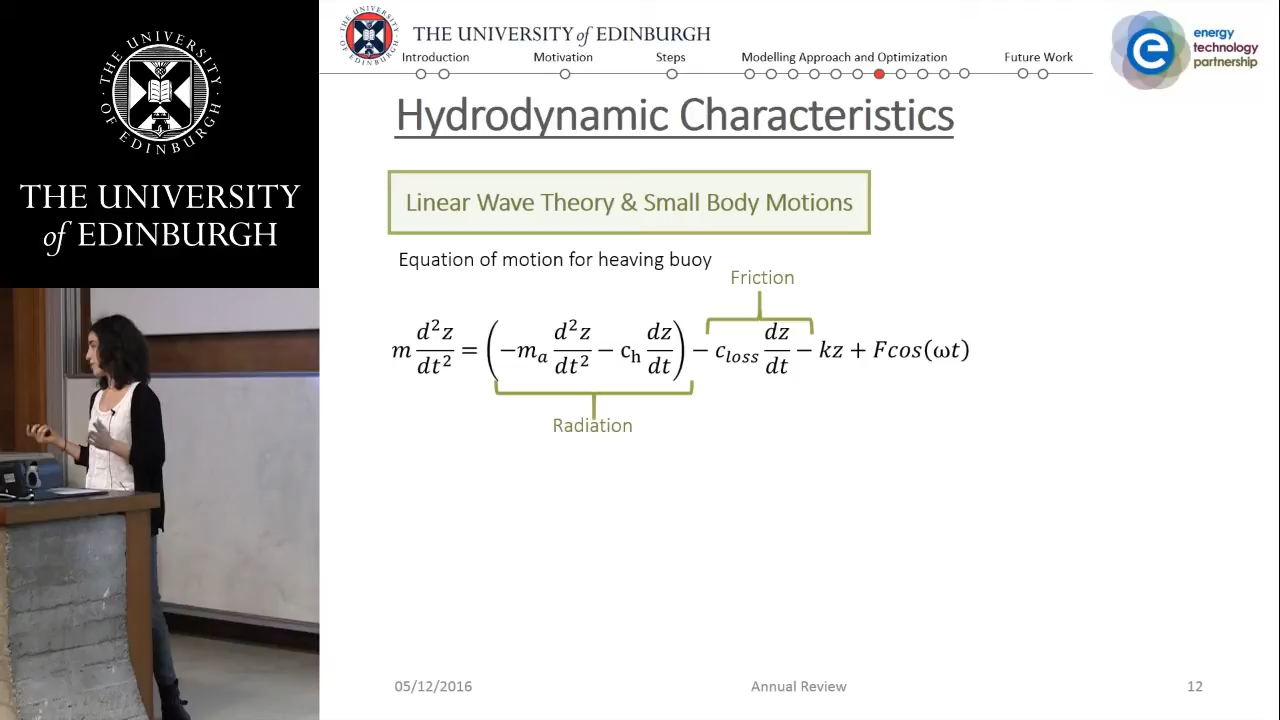 THE UNIVERSITY
of EDINBURGH
THE UNIVERSITY of EDINBURGH
Introduction Motivation Steps Modelling Approach and Optimization Future Work
energy
technology
partnership
Hydrodynamic Characteristics
Linear Wave Theory & Small Body Motions
Equation of motion for heaving buoy
Friction
m d²z/dt² = (−mₐ d²z/dt² − c_h dz/dt) − c_loss dz/dt − kz + Fcos(ωt)
Radiation
05/12/2016 Annual Review 12